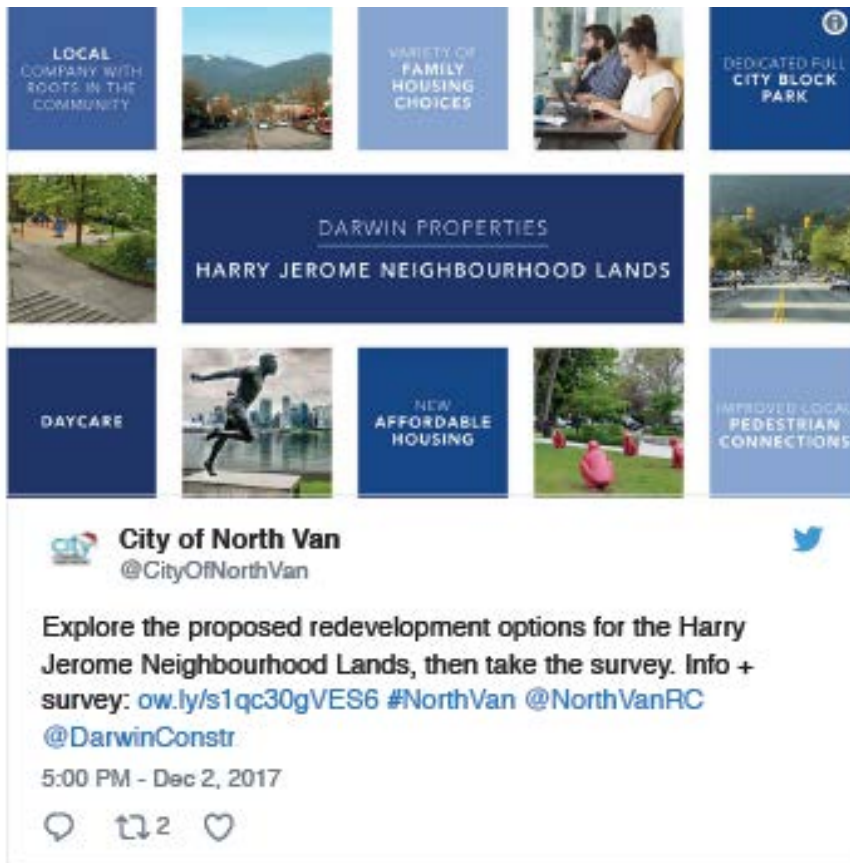 LOCAL
COMPANY WITH
ROOTS IN THE
COMMUNITY
VARIETY OF
FAMILY
HOUSING
CHOICES
DEDICATED FULL
CITY BLOCK
PARK
DARWIN PROPERTIES
HARRY JEROME NEIGHBOURHOOD LANDS
DAYCARE
NEW
AFFORDABLE
HOUSING
IMPROVED LOCAL
PEDESTRIAN
CONNECTIONS
city
City of North Van
@CityOfNorthVan
Explore the proposed redevelopment options for the Harry
Jerome Neighbourhood Lands, then take the survey. Info +
survey: ow.ly/s1qc30gVES6 #NorthVan @NorthVanRC
@DarwinConstr
5:00 PM - Dec 2, 2017
2